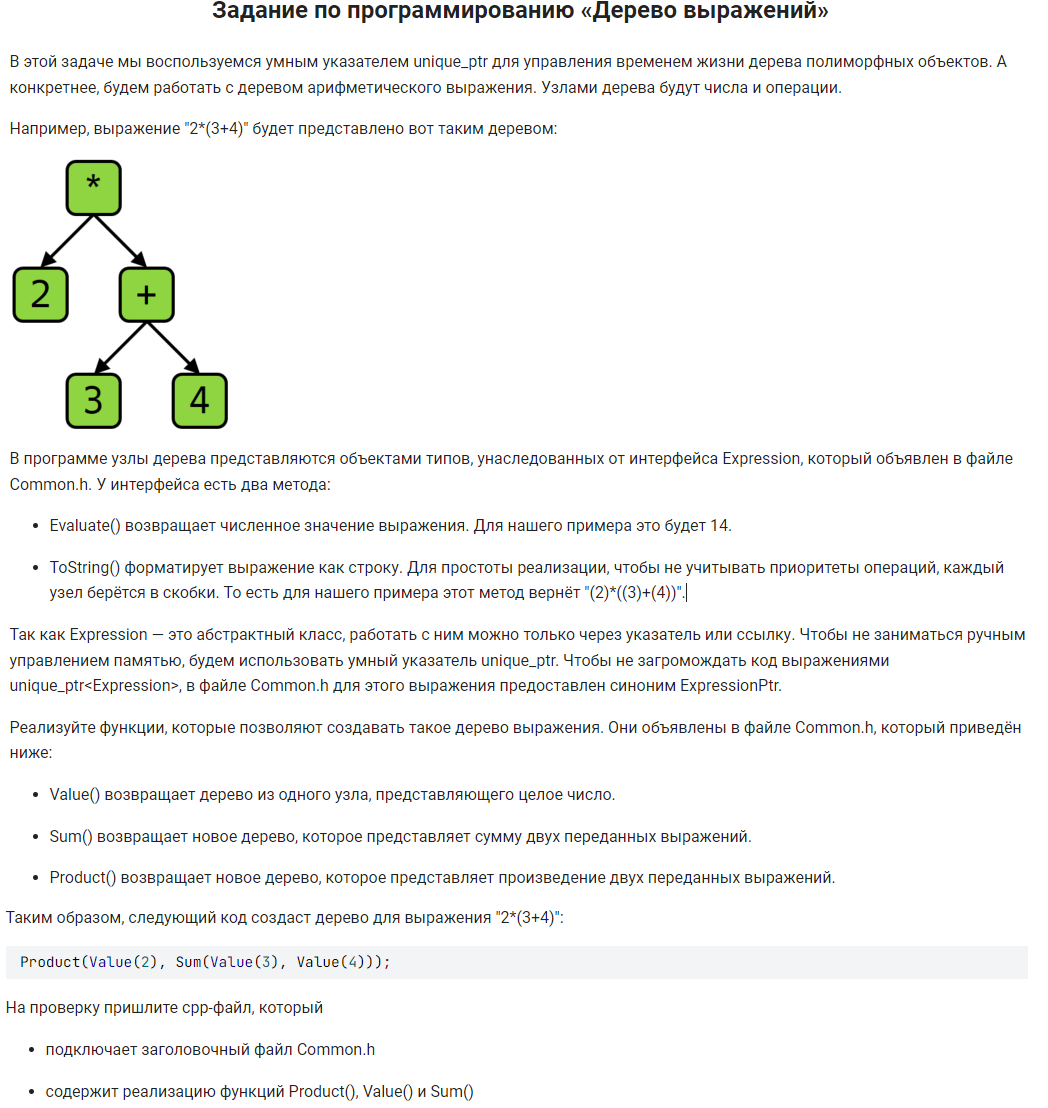 Задание по программированию «Дерево выражений»
В этой задаче мы воспользуемся умным указателем unique_ptr для управления временем жизни дерева полиморфных объектов. А
конкретнее, будем работать с деревом арифметического выражения. Узлами дерева будут числа и операции.
Например, выражение "2*(3+4)" будет представлено вот таким деревом:
*
2 +
3 4
В программе узлы дерева представляются объектами типов, унаследованных от интерфейса Expression, который объявлен в файле
Common.h. У интерфейса есть два метода:
• Evaluate() возвращает численное значение выражения. Для нашего примера это будет 14.
• ToString() форматирует выражение как строку. Для простоты реализации, чтобы не учитывать приоритеты операций, каждый
узел берётся в скобки. То есть для нашего примера этот метод вернёт "(2)*((3)+(4))".
Так как Expression — это абстрактный класс, работать с ним можно только через указатель или ссылку. Чтобы не заниматься ручным
управлением памятью, будем использовать умный указатель unique_ptr. Чтобы не загромождать код выражениями
unique_ptr<Expression>, в файле Common.h для этого выражения предоставлен синоним ExpressionPtr.
Реализуйте функции, которые позволяют создавать такое дерево выражения. Они объявлены в файле Common.h, который приведён
ниже:
• Value() возвращает дерево из одного узла, представляющего целое число.
• Sum() возвращает новое дерево, которое представляет сумму двух переданных выражений.
• Product() возвращает новое дерево, которое представляет произведение двух переданных выражений.
Таким образом, следующий код создаст дерево для выражения "2*(3+4)":
Product(Value(2), Sum(Value(3), Value(4)));
На проверку пришлите cpp-файл, который
• подключает заголовочный файл Common.h
• содержит реализацию функций Product(), Value() и Sum()